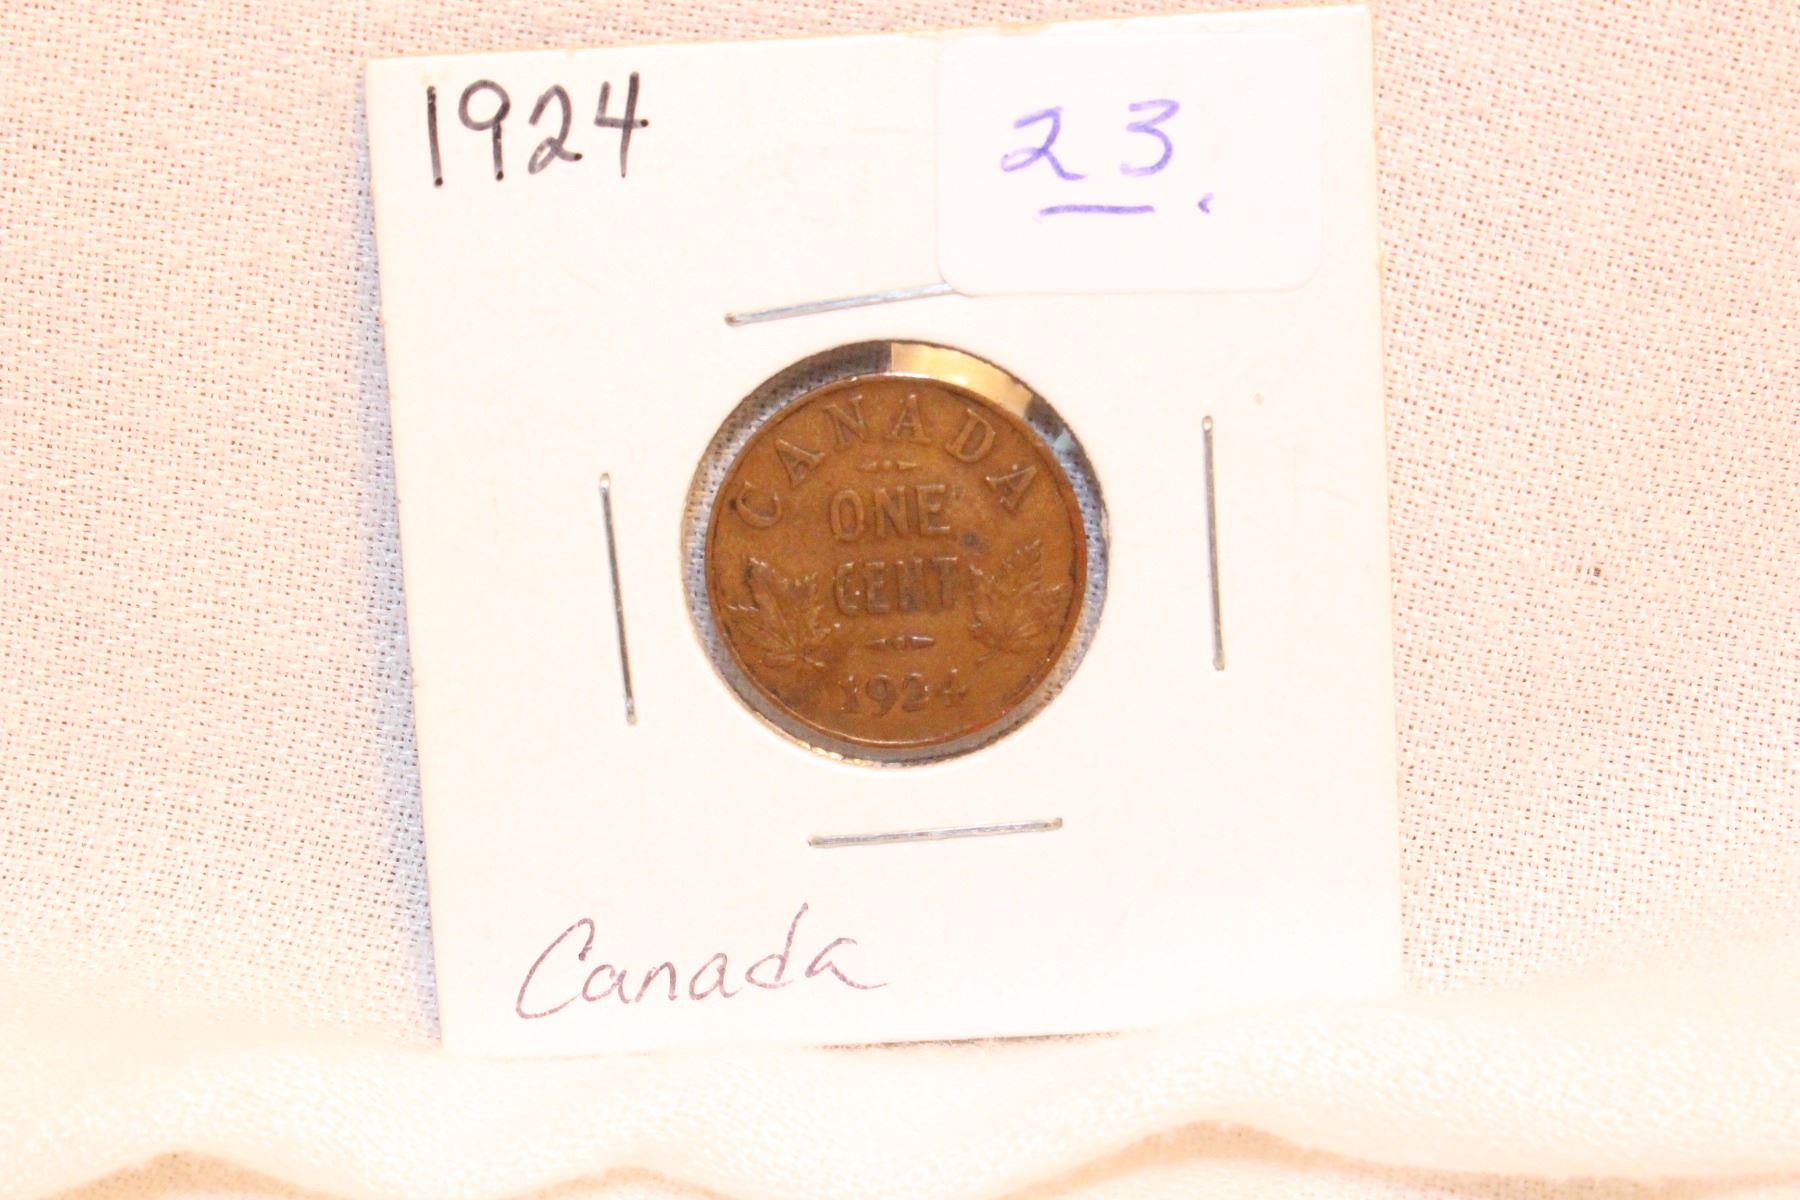 1924
23.
CANADA
ONE
CENT
1924
Canada